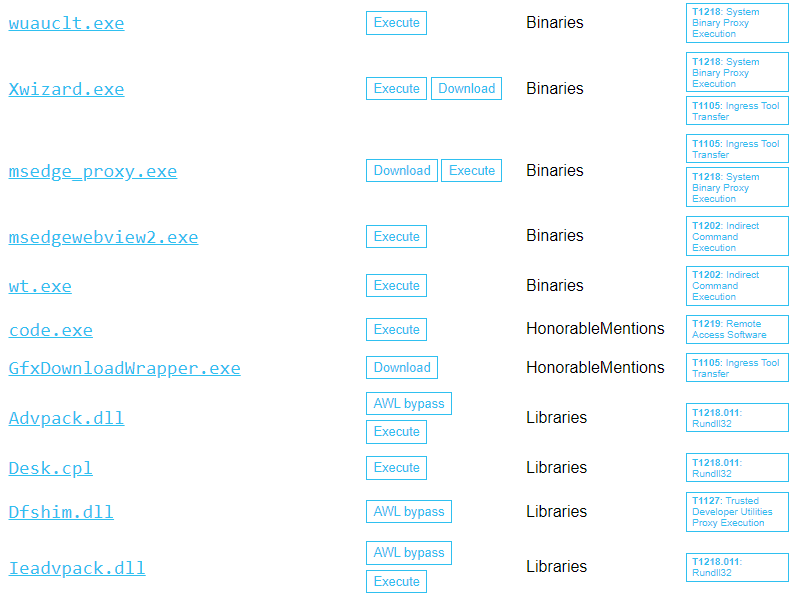 wuauclt.exe Execute Binaries T1218: System
Binary Proxy
Execution
Xwizard.exe Execute Download Binaries T1218: System
Binary Proxy
Execution
T1105: Ingress Tool
Transfer
msedge_proxy.exe Download Execute Binaries T1105: Ingress Tool
Transfer
T1218: System
Binary Proxy
Execution
msedgewebview2.exe Execute Binaries T1202: Indirect
Command
Execution
wt.exe Execute Binaries T1202: Indirect
Command
Execution
code.exe Execute HonorableMentions T1219: Remote
Access Software
GfxDownloadWrapper.exe Download HonorableMentions T1105: Ingress Tool
Transfer
Advpack.dll AWL bypass Libraries T1218.011:
Execute Rundll32
Desk.cpl Execute Libraries T1218.011:
Rundll32
Dfshim.dll AWL bypass Libraries T1127: Trusted
Developer Utilities
Proxy Execution
Ieadvpack.dll AWL bypass Libraries T1218.011:
Execute Rundll32